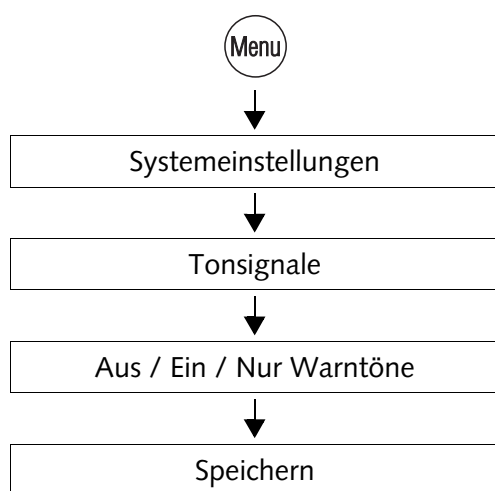 Menu
Systemeinstellungen
Tonsignale
Aus / Ein / Nur Warntöne
Speichern